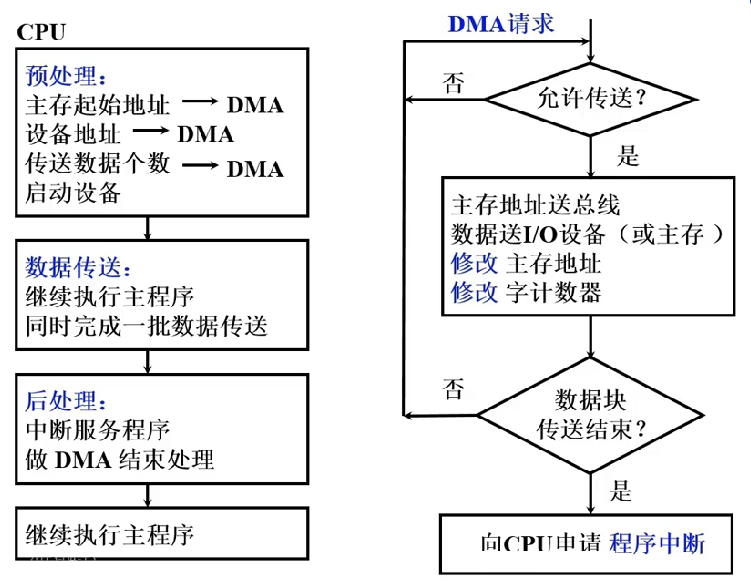 CPU
预处理：
主存起始地址 → DMA
设备地址 → DMA
传送数据个数 → DMA
启动设备
数据传送：
继续执行主程序
同时完成一批数据传送
后处理：
中断服务程序
做 DMA 结束处理
继续执行主程序
DMA请求
否
允许传送？
是
主存地址送总线
数据送I/O设备（或主存 ）
修改 主存地址
修改 字计数器
否
数据块
传送结束？
是
向CPU申请 程序中断